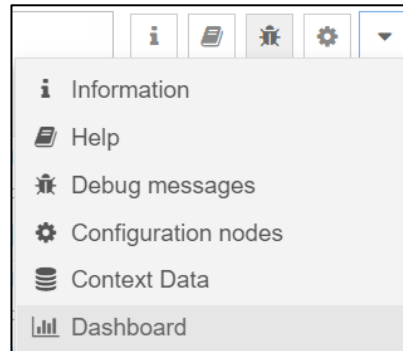 Information
Help
Debug messages
Configuration nodes
Context Data
Dashboard